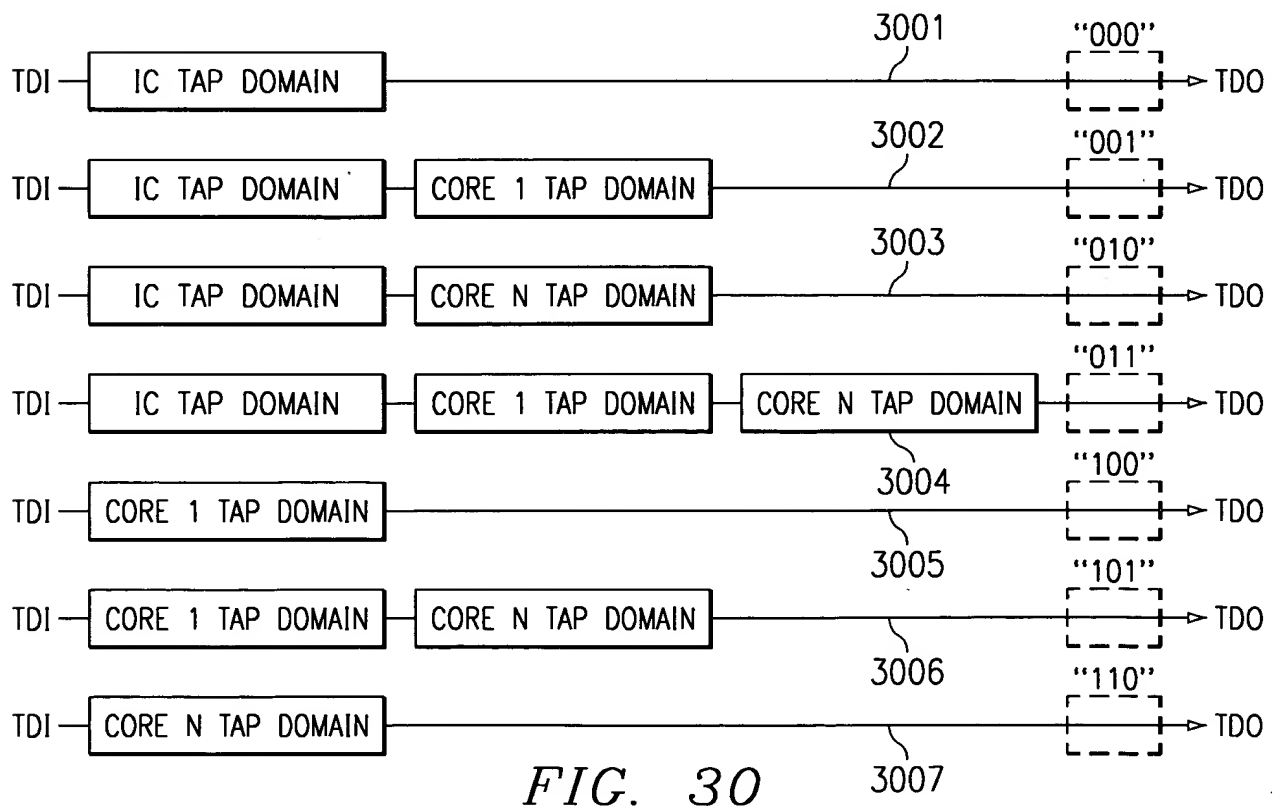 3001 “000”
TDI IC TAP DOMAIN TDO
3002 “001”
TDI IC TAP DOMAIN CORE 1 TAP DOMAIN TDO
3003 “010”
TDI IC TAP DOMAIN CORE N TAP DOMAIN TDO
“011”
TDI IC TAP DOMAIN CORE 1 TAP DOMAIN CORE N TAP DOMAIN TDO
3004 “100”
TDI CORE 1 TAP DOMAIN TDO
3005 “101”
TDI CORE 1 TAP DOMAIN CORE N TAP DOMAIN TDO
3006 “110”
TDI CORE N TAP DOMAIN TDO
3007
FIG. 30